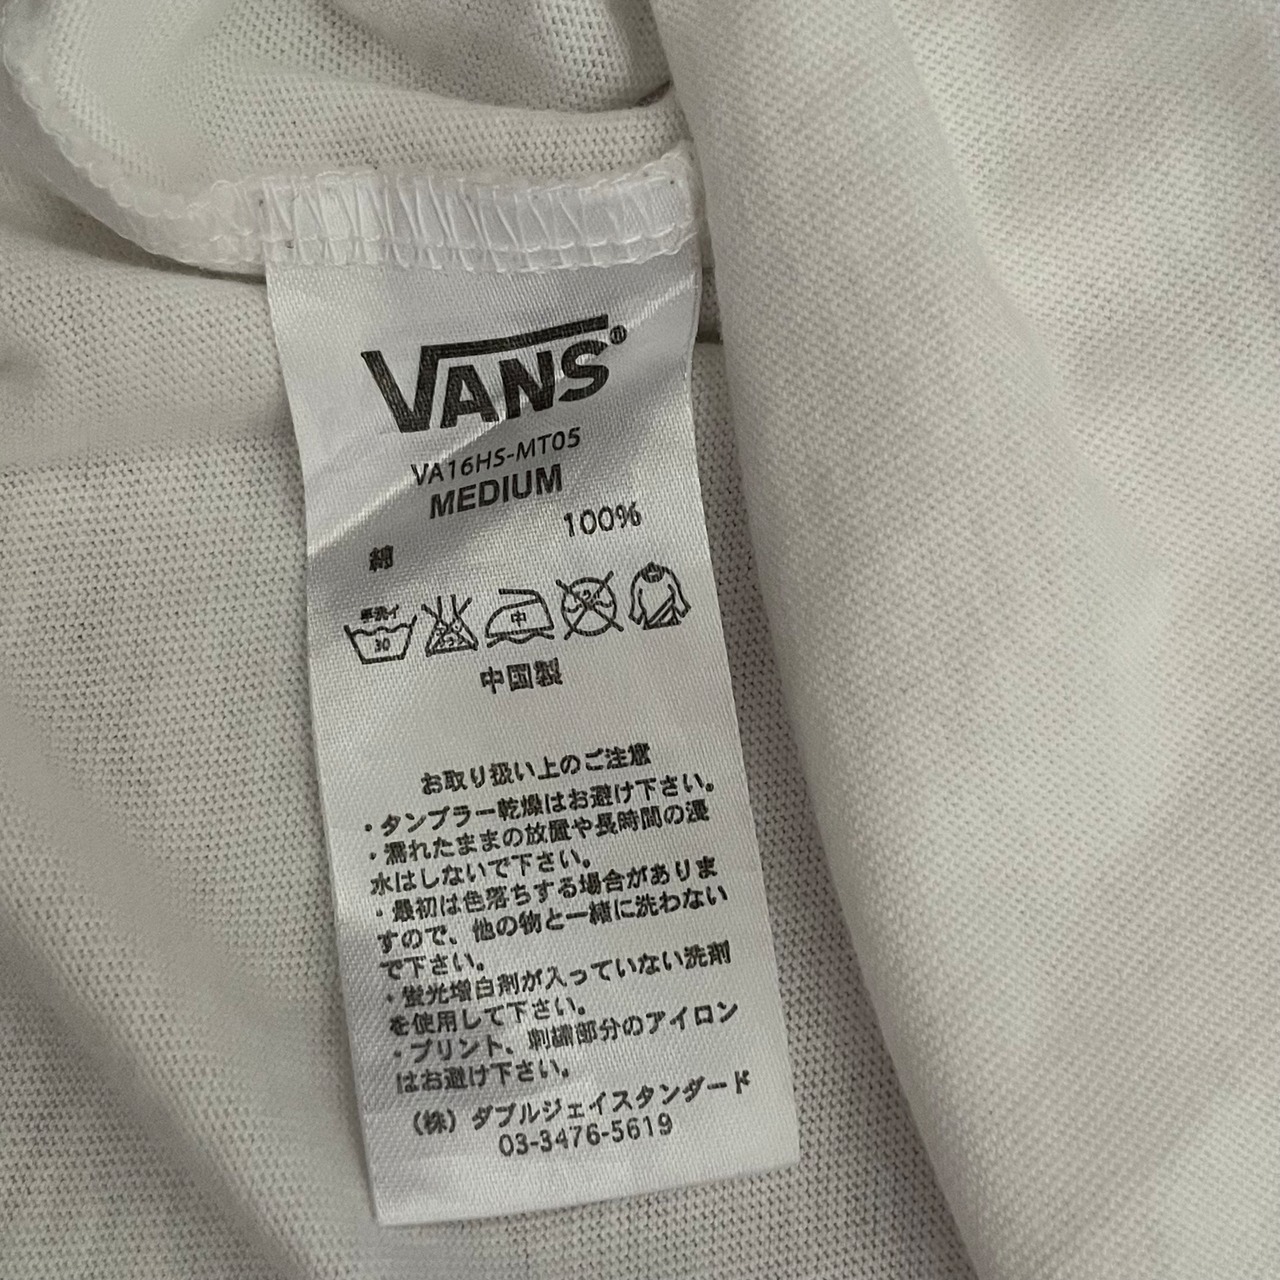 VANS®
VA16HS-MT05
MEDIUM
綿 100%
手洗イ
30
中
中国製
お取り扱い上のご注意
・タンブラー乾燥はお避け下さい。
・濡れたままの放置や長時間の浸
水はしないで下さい。
・最初は色落ちする場合がありま
すので、他の物と一緒に洗わない
で下さい。
・蛍光増白剤が入っていない洗剤
を使用して下さい。
・プリント、刺繍部分のアイロン
はお避け下さい。
(株) ダブルジェイスタンダード
03-3476-5619